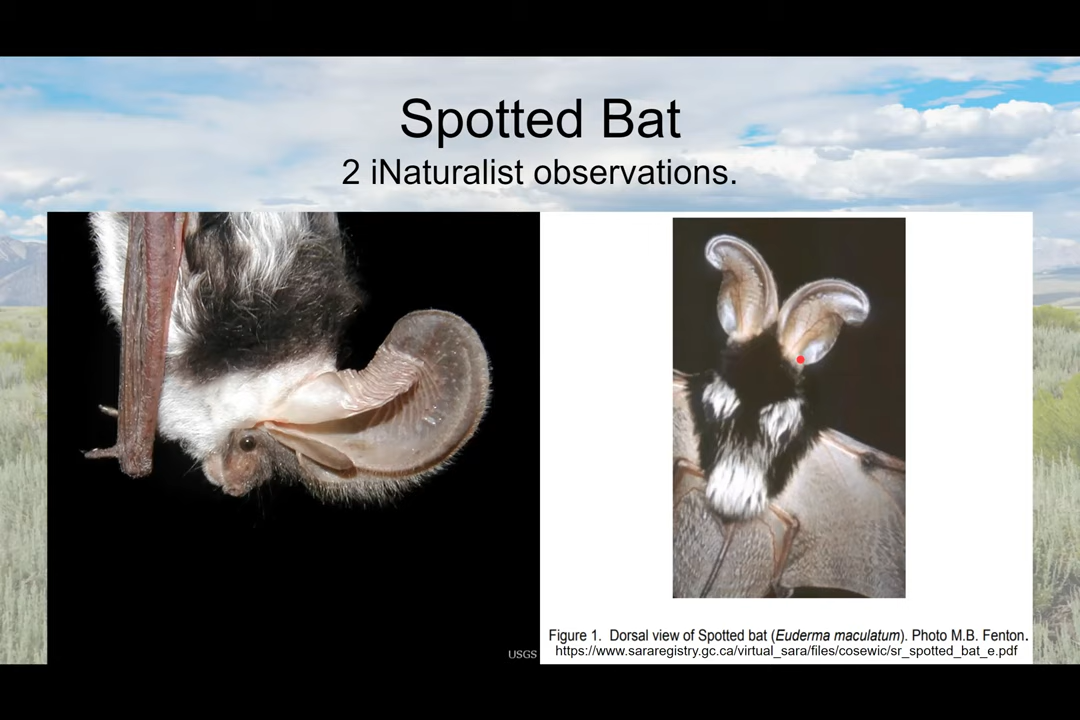 Spotted Bat
2 iNaturalist observations.
USGS
Figure 1. Dorsal view of Spotted bat (Euderma maculatum). Photo M.B. Fenton.
https://www.sararegistry.gc.ca/virtual_sara/files/cosewic/sr_spotted_bat_e.pdf